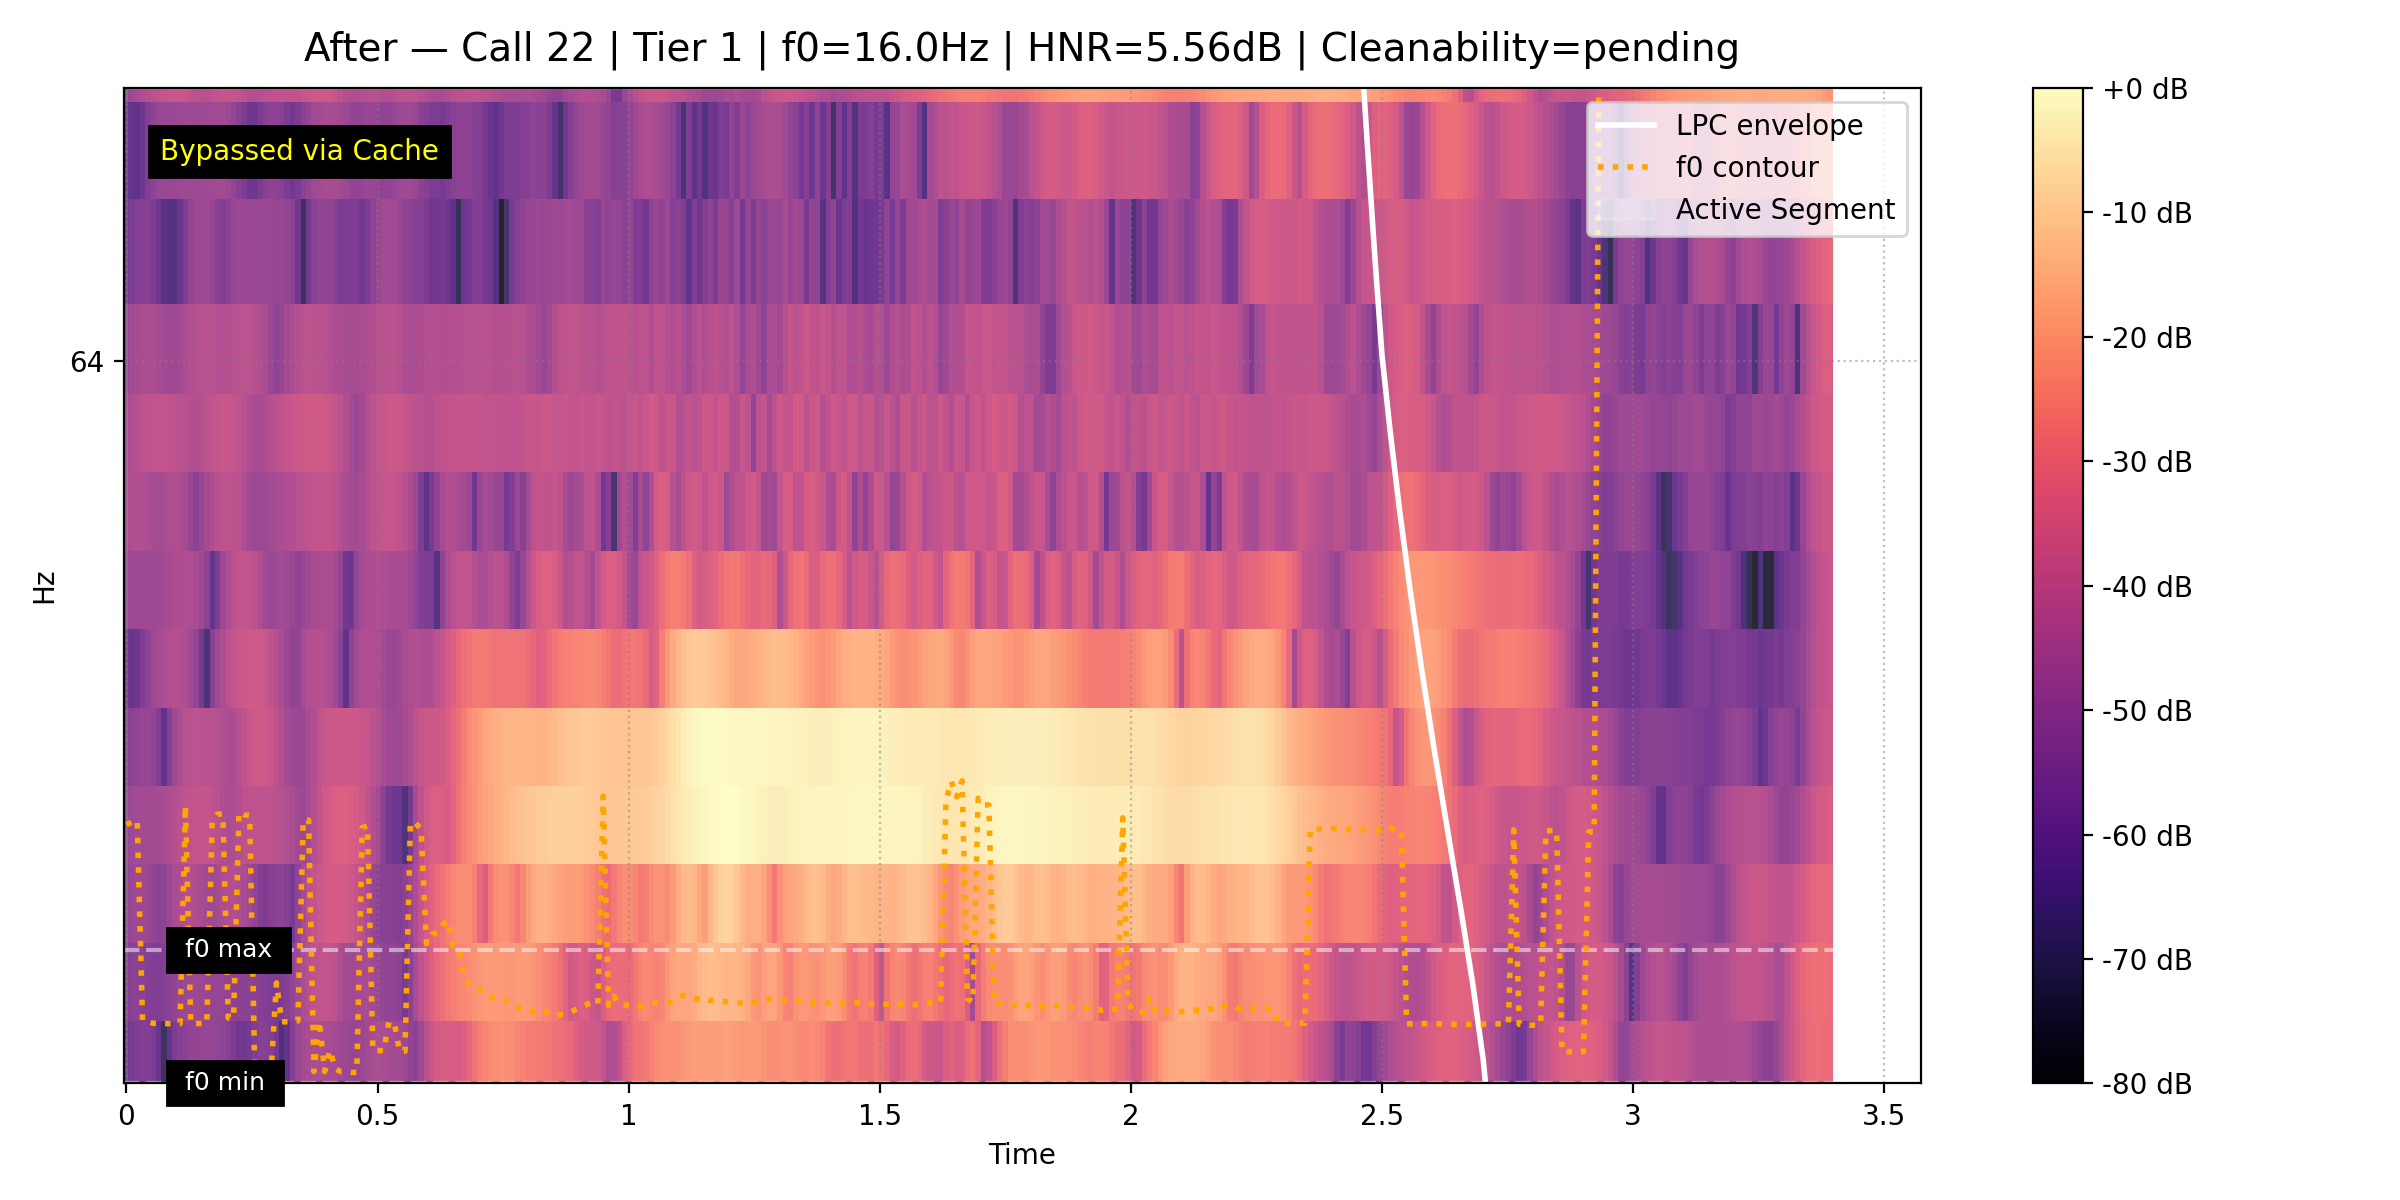 After — Call 22 | Tier 1 | f0=16.0Hz | HNR=5.56dB | Cleanability=pending
Bypassed via Cache
LPC envelope
f0 contour
Active Segment
64
Hz
f0 max
f0 min
0
0.5
1
1.5
2
2.5
3
3.5
Time
+0 dB
-10 dB
-20 dB
-30 dB
-40 dB
-50 dB
-60 dB
-70 dB
-80 dB